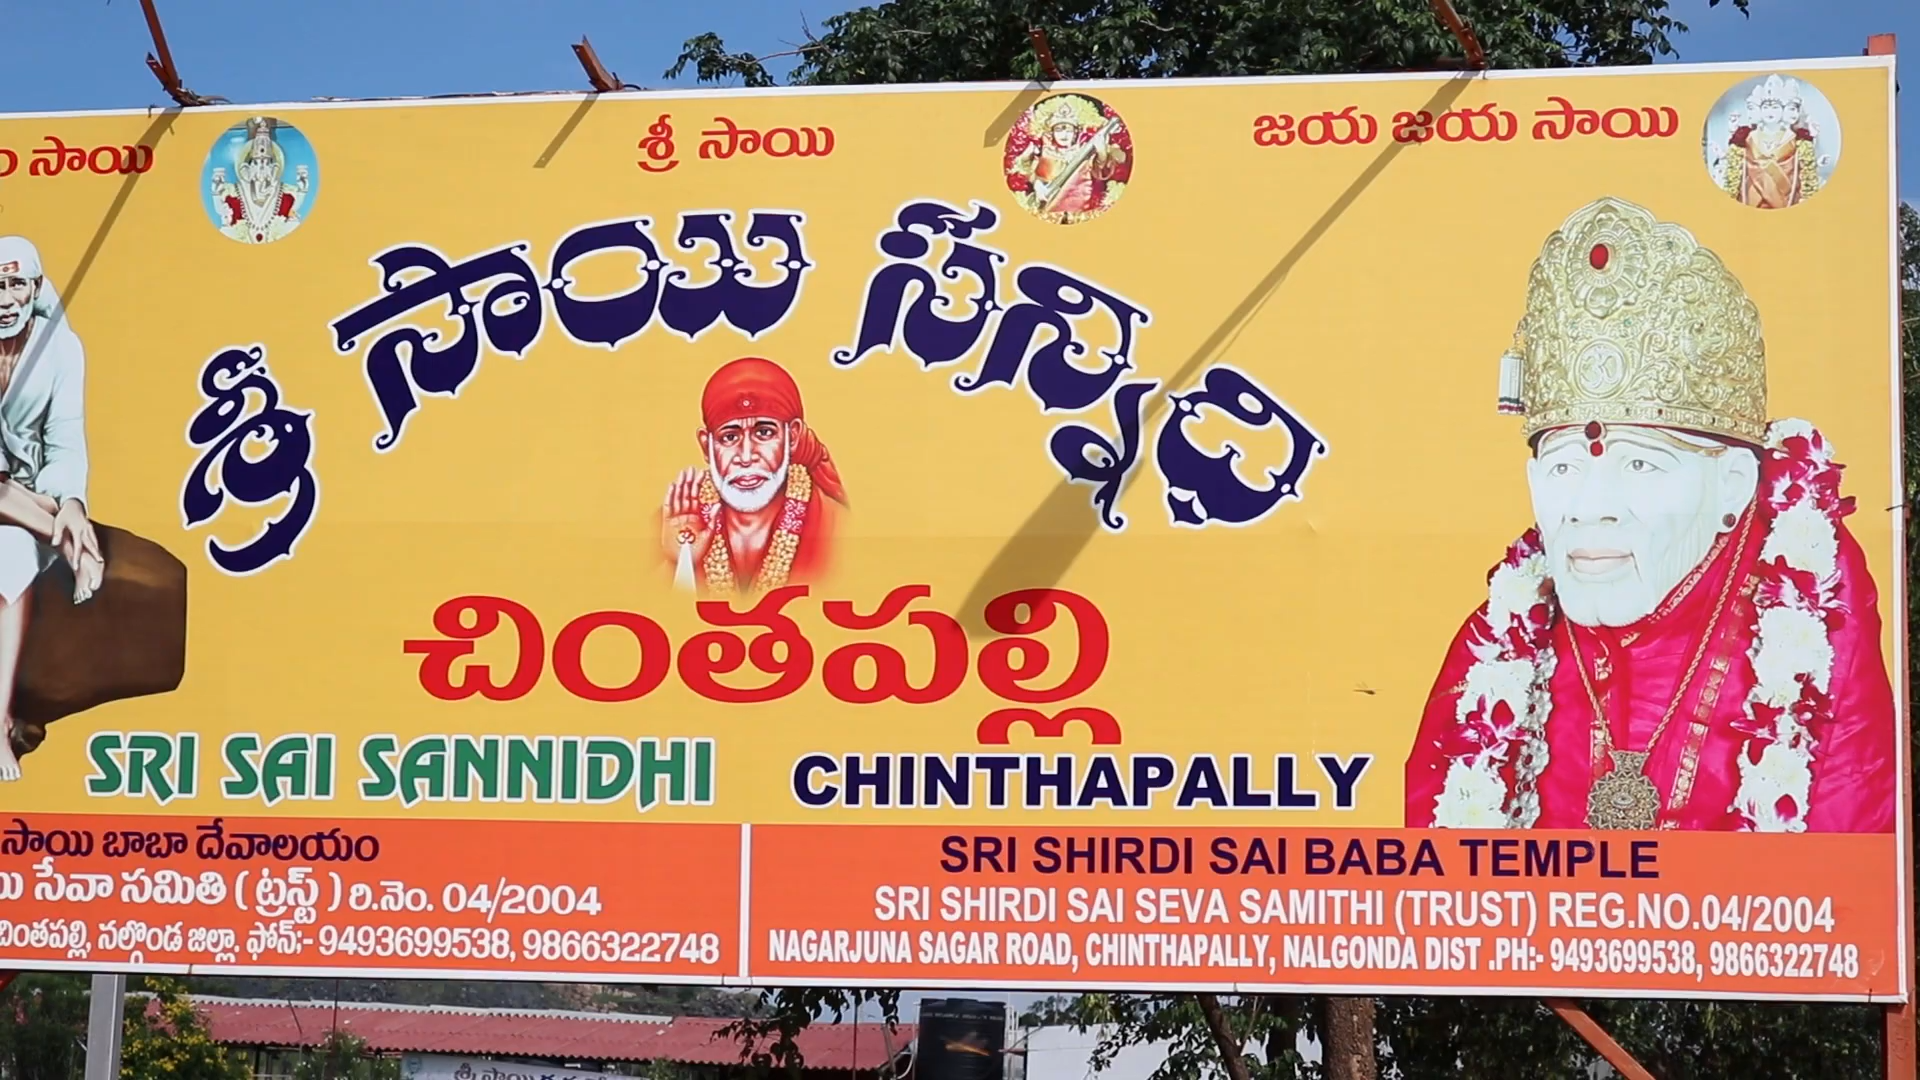 సాయి
శ్రీ సాయి
జయ జయ సాయి
శ్రీ సాయి సన్నిధి
చింతపల్లి
SRI SAI SANNIDHI CHINTHAPALLY
సాయి బాబా దేవాలయం
సేవా సమితి (ట్రస్ట్) రి.నెం. 04/2004
చింతపల్లి, నల్గొండ జిల్లా, ఫోన్:- 9493699538, 9866322748
SRI SHIRDI SAI BABA TEMPLE
SRI SHIRDI SAI SEVA SAMITHI (TRUST) REG.NO.04/2004
NAGARJUNA SAGAR ROAD, CHINTHAPALLY, NALGONDA DIST .PH:- 9493699538, 9866322748